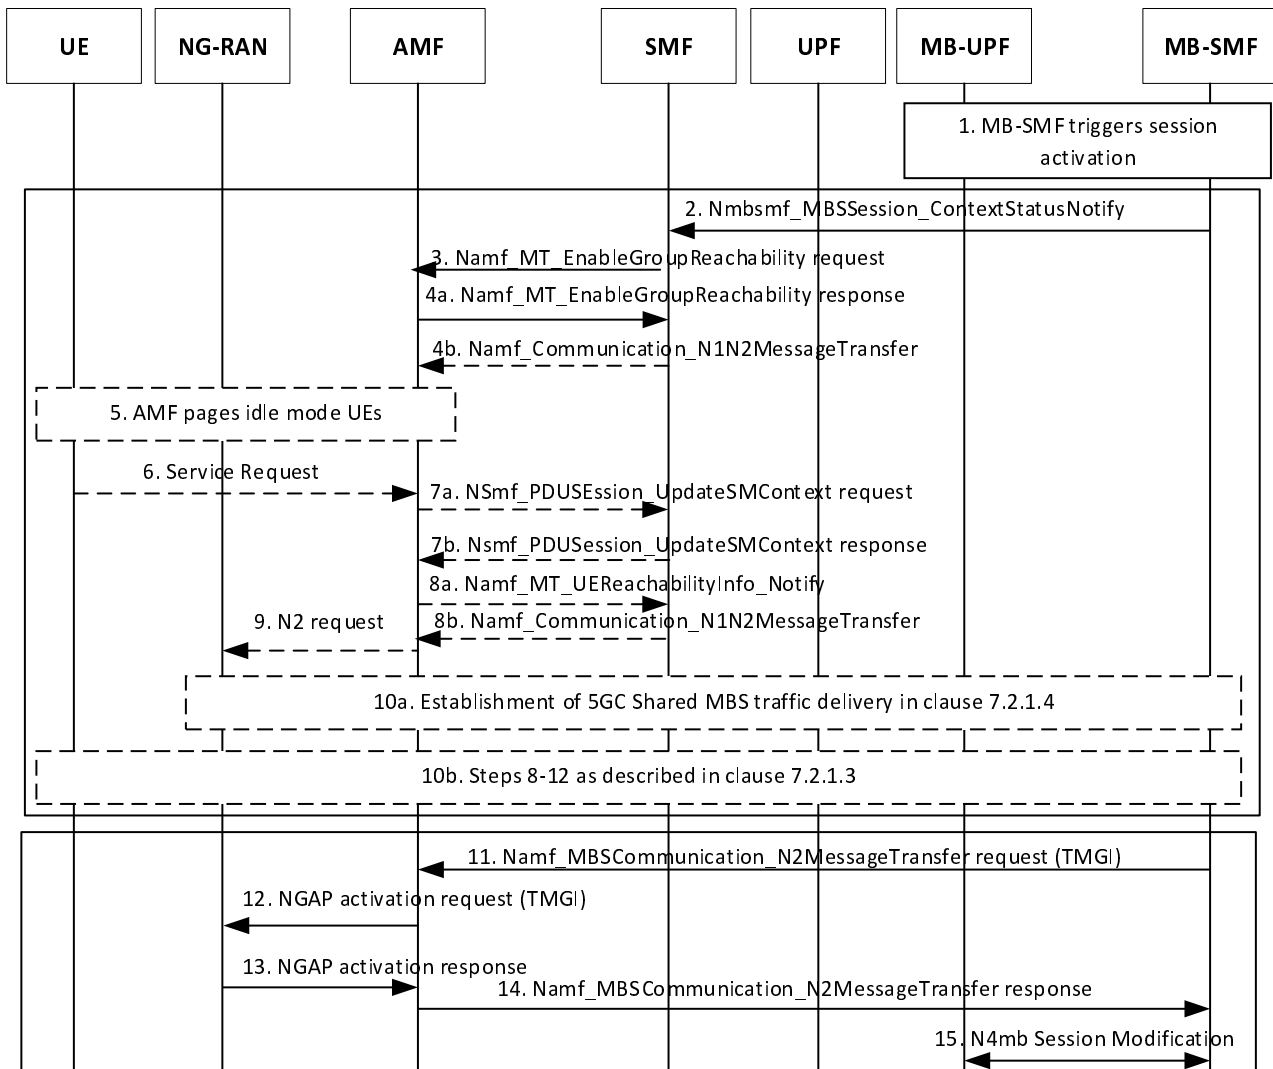 UE
NG-RAN
AMF
SMF
UPF
MB-UPF
MB-SMF
1. MB-SMF triggers session
activation
2. Nmbsmf_MBSSession_ContextStatusNotify
3. Namf_MT_EnableGroupReachability request
4a. Namf_MT_EnableGroupReachability response
4b. Namf_Communication_N1N2MessageTransfer
5. AMF pages idle mode UEs
6. Service Request
7a. NSmf_PDUSEssion_UpdateSMContext request
7b. Nsmf_PDUSession_UpdateSMContext response
8a. Namf_MT_UEReachabilityInfo_Notify
9. N2 request
8b. Namf_Communication_N1N2MessageTransfer
10a. Establishment of 5GC Shared MBS traffic delivery in clause 7.2.1.4
10b. Steps 8-12 as described in clause 7.2.1.3
11. Namf_MBSCommunication_N2MessageTransfer request (TMGI)
12. NGAP activation request (TMGI)
13. NGAP activation response
14. Namf_MBSCommunication_N2MessageTransfer response
15. N4mb Session Modification